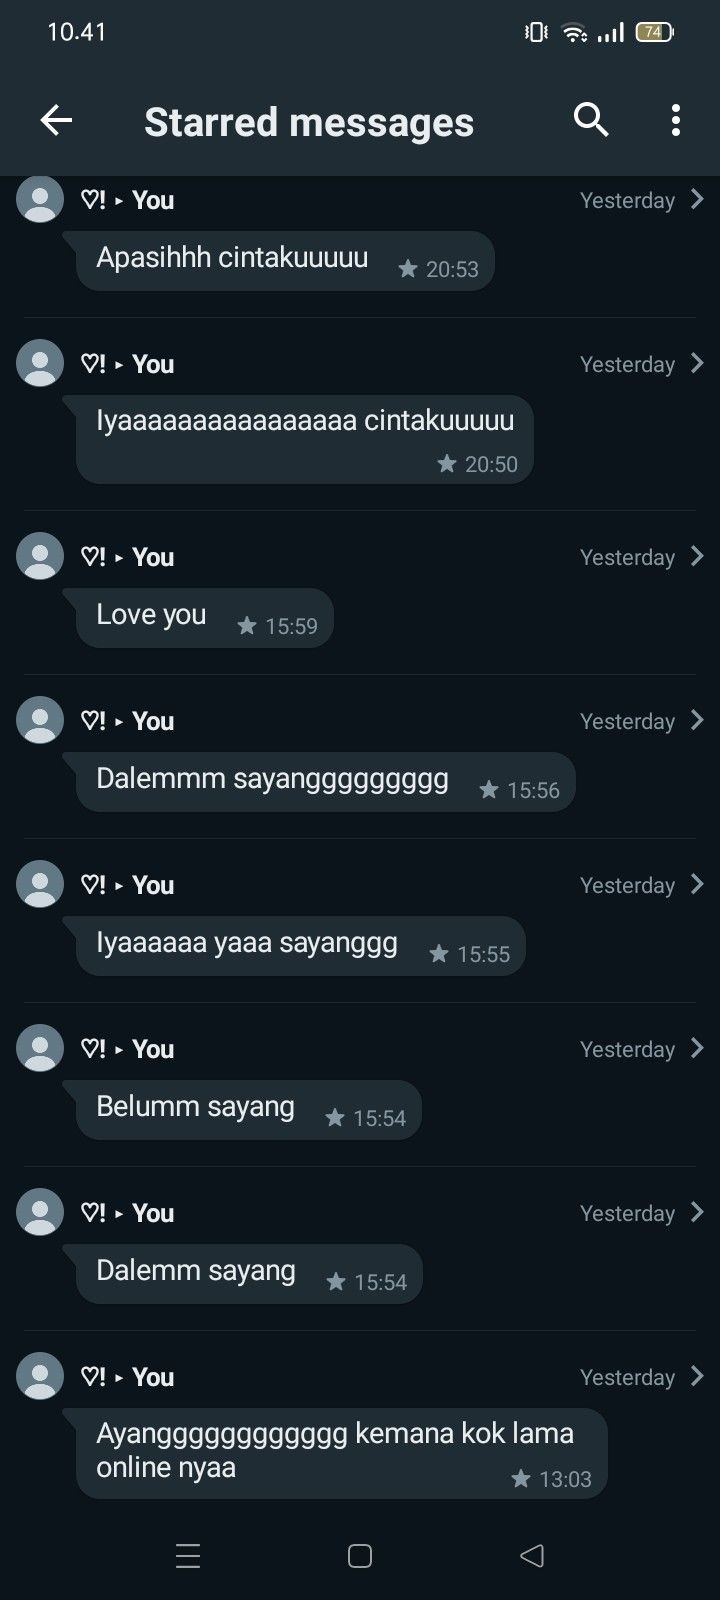 10.41
74
Starred messages
♡! ▸ You
Yesterday
Apasihhh cintakuuuuu
20:53
♡! ▸ You
Yesterday
Iyaaaaaaaaaaaaaaaa cintakuuuuu
20:50
♡! ▸ You
Yesterday
Love you
15:59
♡! ▸ You
Yesterday
Dalemmm sayangggggggggg
15:56
♡! ▸ You
Yesterday
Iyaaaaaa yaaa sayanggg
15:55
♡! ▸ You
Yesterday
Belumm sayang
15:54
♡! ▸ You
Yesterday
Dalemm sayang
15:54
♡! ▸ You
Yesterday
Ayangggggggggggg kemana kok lama
online nyaa
13:03